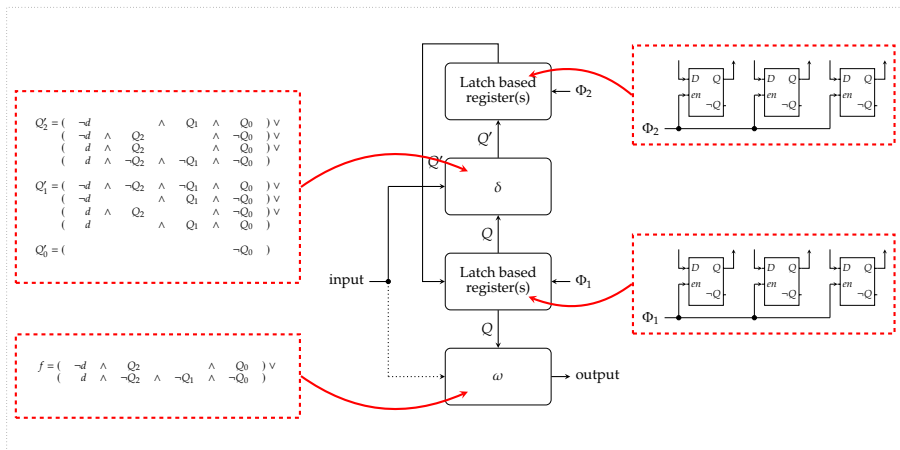 Q′₂ = ( ¬d ∧ Q₁ ∧ Q₀ ) ∨
( ¬d ∧ Q₂ ∧ ¬Q₀ ) ∨
( d ∧ Q₂ ∧ Q₀ ) ∨
( d ∧ ¬Q₂ ∧ ¬Q₁ ∧ ¬Q₀ )
Q′₁ = ( ¬d ∧ ¬Q₂ ∧ ¬Q₁ ∧ Q₀ ) ∨
( ¬d ∧ Q₁ ∧ ¬Q₀ ) ∨
( d ∧ Q₂ ∧ ¬Q₀ ) ∨
( d ∧ Q₁ ∧ Q₀ )
Q′₀ = ( ¬Q₀ )
f = ( ¬d ∧ Q₂ ∧ Q₀ ) ∨
( d ∧ ¬Q₂ ∧ ¬Q₁ ∧ ¬Q₀ )
Latch based
register(s)
Φ₂
Q′
Q′
δ
Q
input
Latch based
register(s)
Φ₁
Q
ω
output
D Q D Q D Q
en en en
¬Q ¬Q ¬Q
Φ₂
D Q D Q D Q
en en en
¬Q ¬Q ¬Q
Φ₁